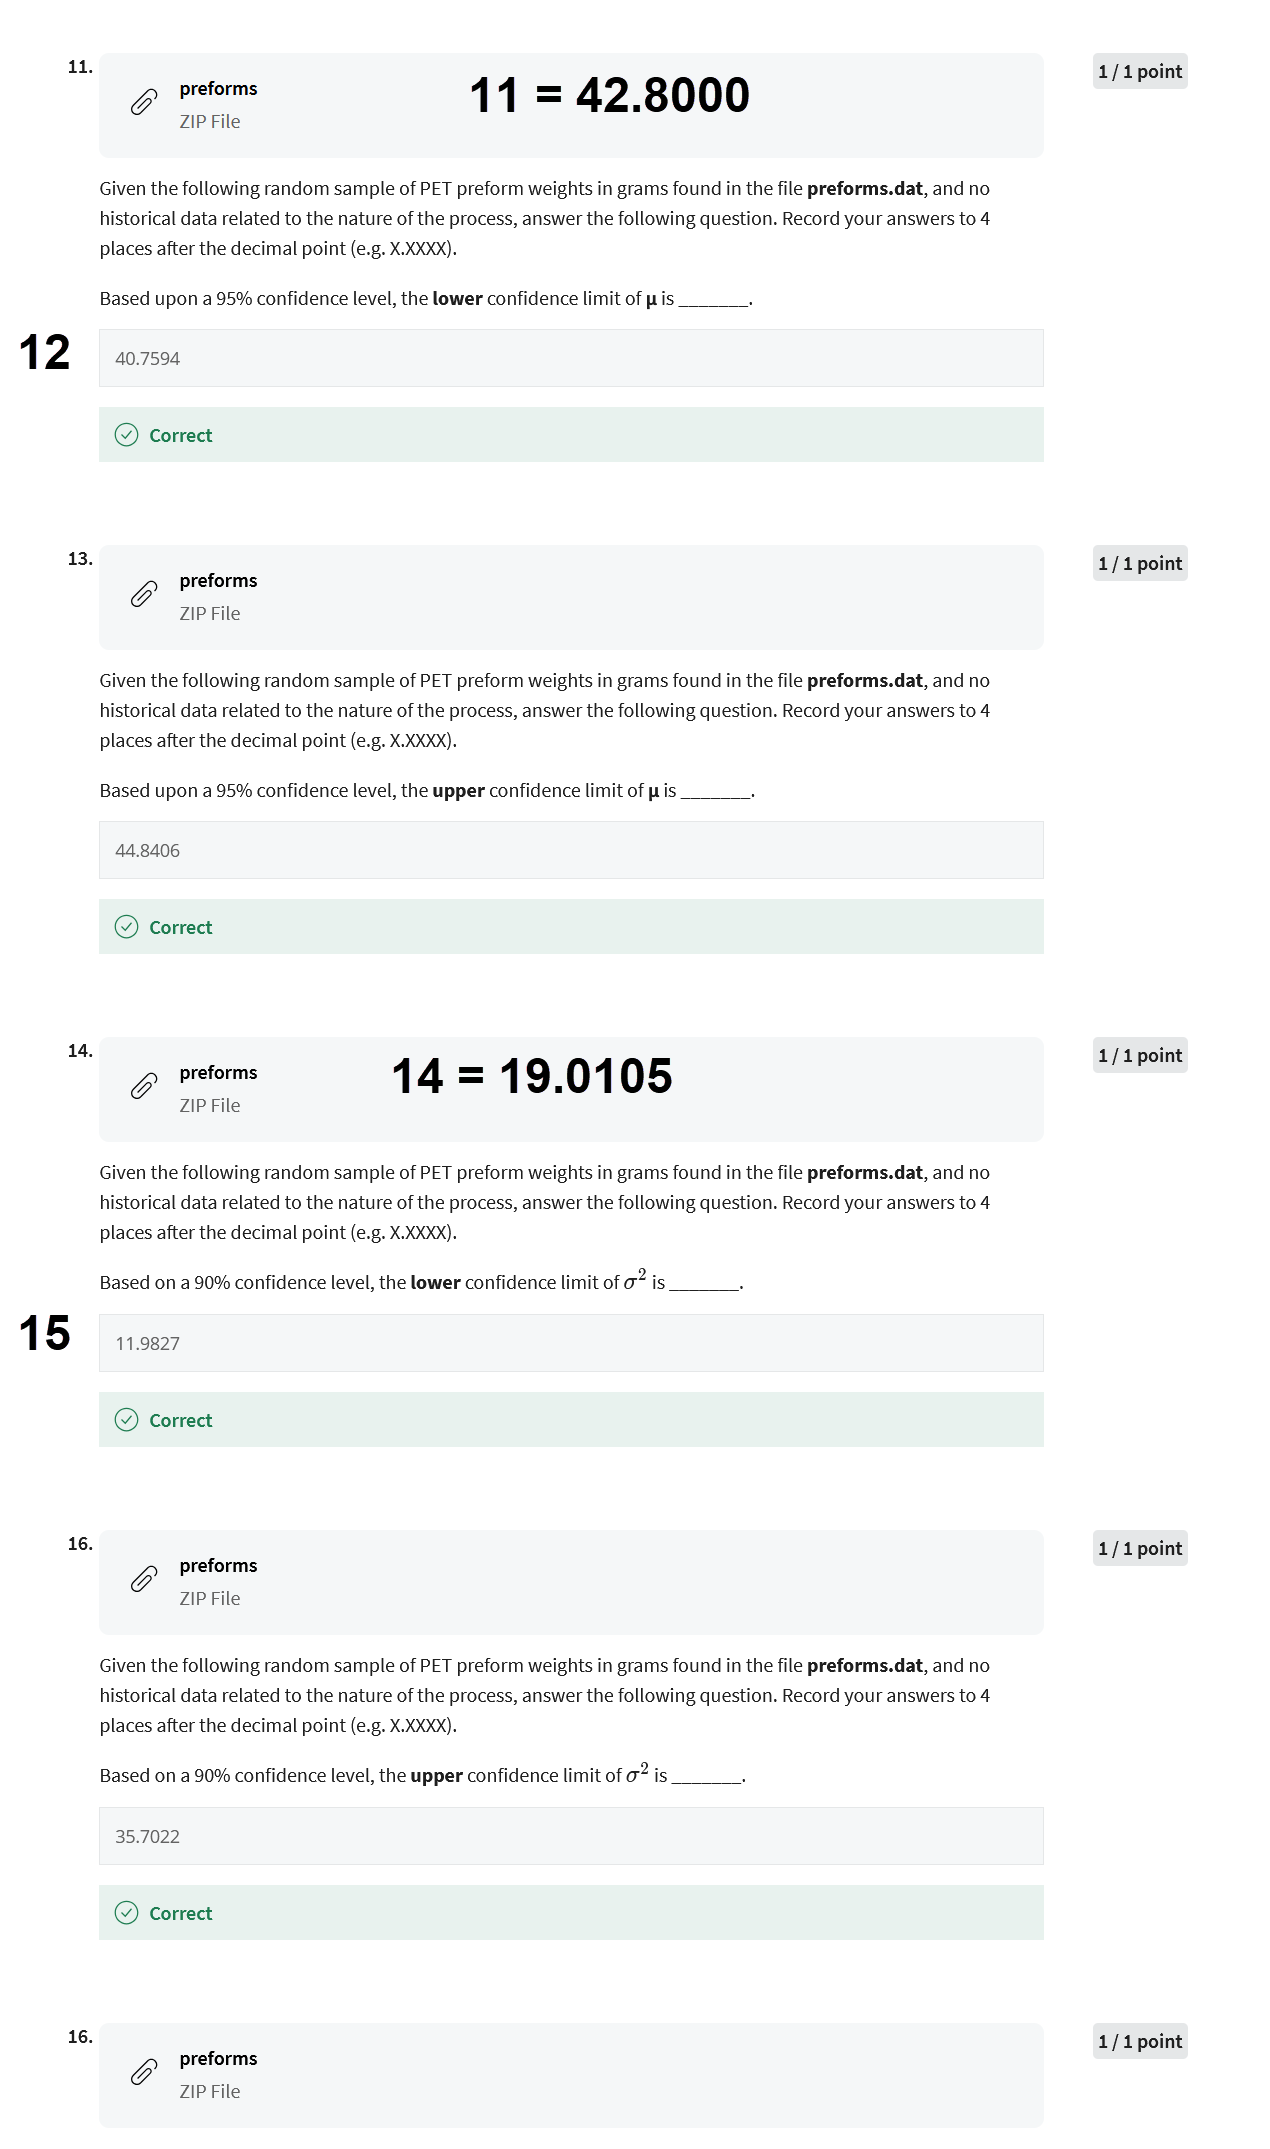 11.
preforms
11 = 42.8000
1 / 1 point
ZIP File
Given the following random sample of PET preform weights in grams found in the file preforms.dat, and no
historical data related to the nature of the process, answer the following question. Record your answers to 4
places after the decimal point (e.g. X.XXXX).
Based upon a 95% confidence level, the lower confidence limit of μ is _______.
12
40.7594
Correct
13.
preforms
1 / 1 point
ZIP File
Given the following random sample of PET preform weights in grams found in the file preforms.dat, and no
historical data related to the nature of the process, answer the following question. Record your answers to 4
places after the decimal point (e.g. X.XXXX).
Based upon a 95% confidence level, the upper confidence limit of μ is _______.
44.8406
Correct
14.
preforms
14 = 19.0105
1 / 1 point
ZIP File
Given the following random sample of PET preform weights in grams found in the file preforms.dat, and no
historical data related to the nature of the process, answer the following question. Record your answers to 4
places after the decimal point (e.g. X.XXXX).
Based on a 90% confidence level, the lower confidence limit of σ² is _______.
15
11.9827
Correct
16.
preforms
1 / 1 point
ZIP File
Given the following random sample of PET preform weights in grams found in the file preforms.dat, and no
historical data related to the nature of the process, answer the following question. Record your answers to 4
places after the decimal point (e.g. X.XXXX).
Based on a 90% confidence level, the upper confidence limit of σ² is _______.
35.7022
Correct
16.
preforms
1 / 1 point
ZIP File